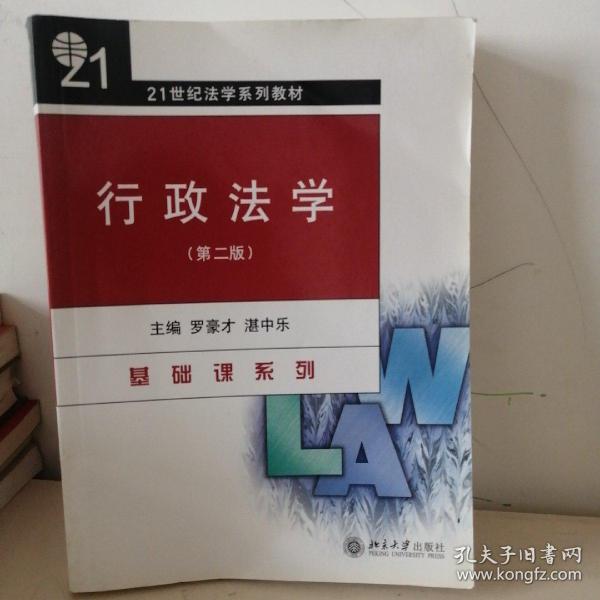 21
21世纪法学系列教材
行政法学
（第二版）
主编 罗豪才 湛中乐
基础课系列
LAW
北京大学出版社
PEKING UNIVERSITY PRESS
孔夫子旧书网
www.kongfz.com